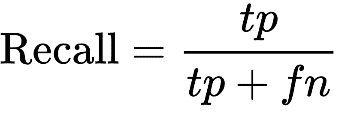 Recall = tp / tp + fn